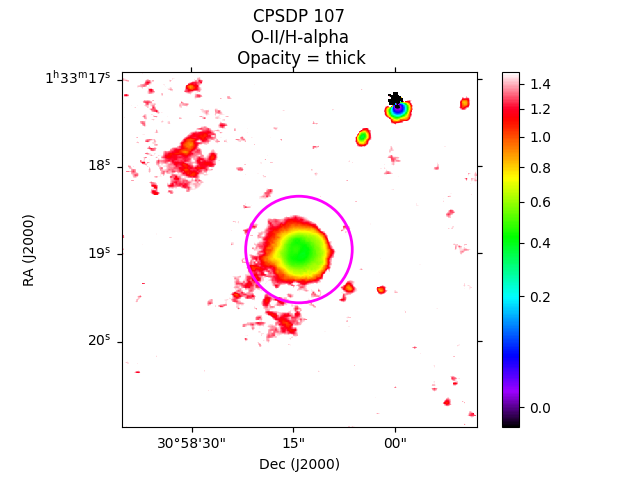 CPSDP 107
O-II/H-alpha
Opacity = thick
1ʰ33ᵐ17ˢ
18ˢ
19ˢ
20ˢ
RA (J2000)
30°58'30" 15" 00"
Dec (J2000)
1.4
1.2
1.0
0.8
0.6
0.4
0.2
0.0